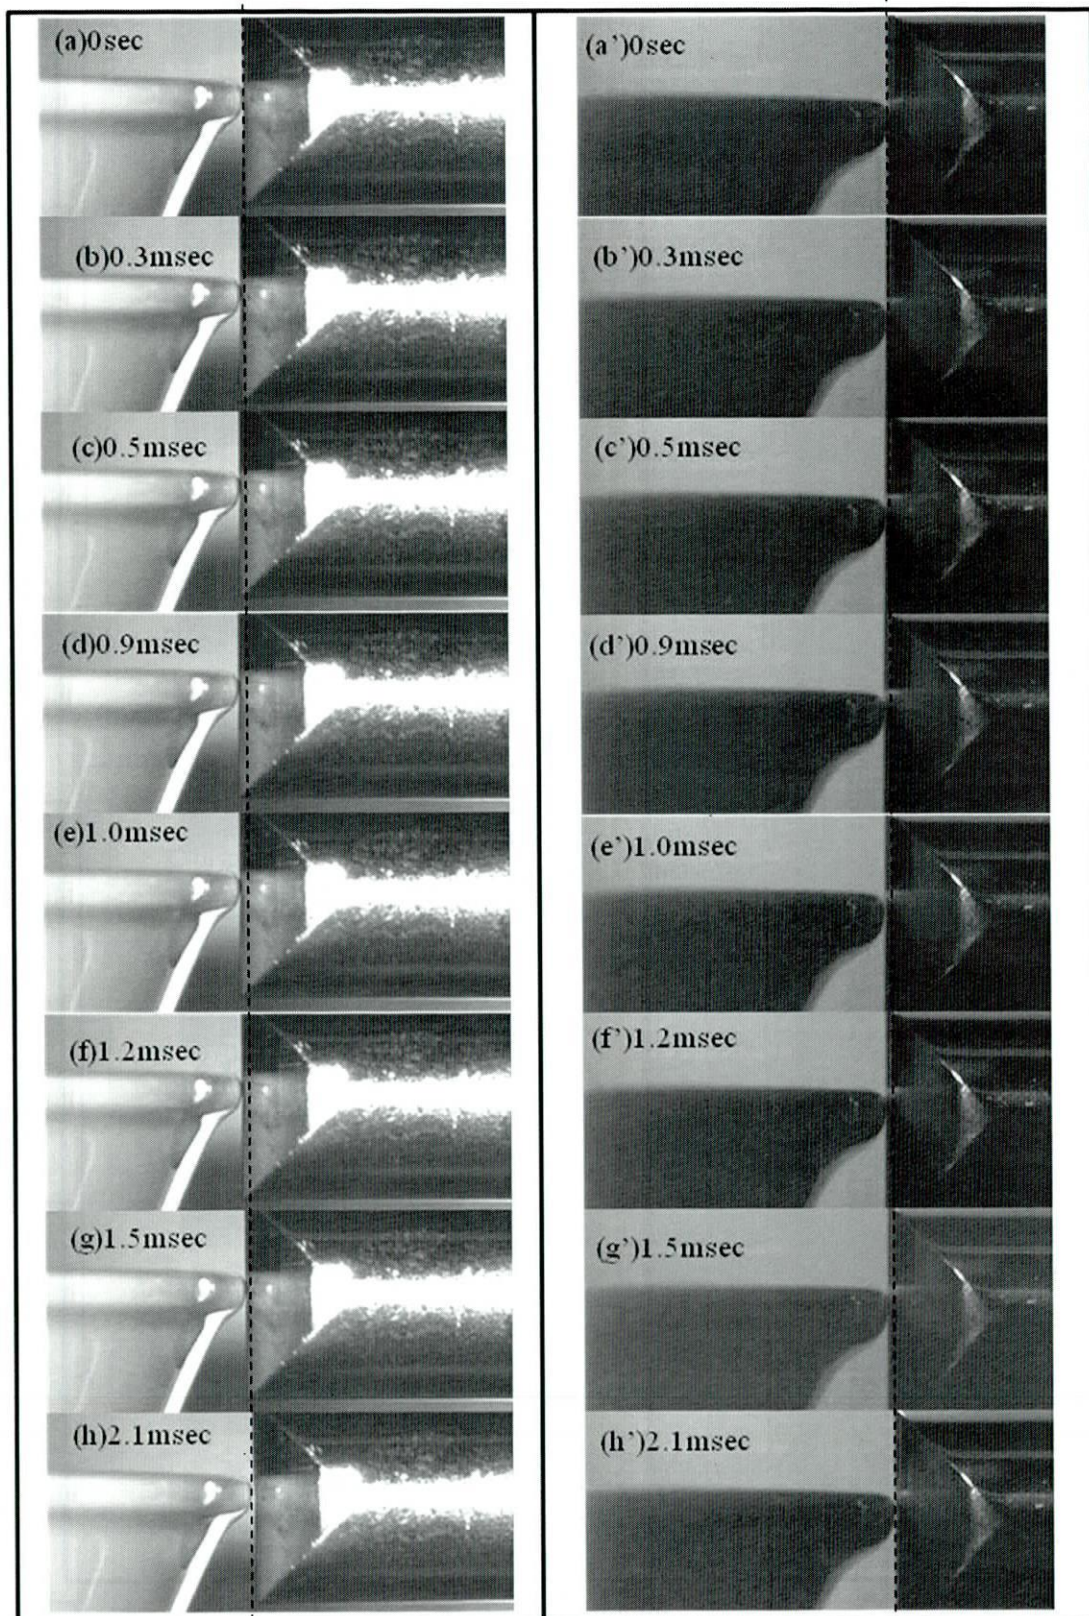 (a)0sec
(a’)0sec
(b)0.3msec
(b’)0.3msec
(c)0.5msec
(c’)0.5msec
(d)0.9msec
(d’)0.9msec
(e)1.0msec
(e’)1.0msec
(f)1.2msec
(f’)1.2msec
(g)1.5msec
(g’)1.5msec
(h)2.1msec
(h’)2.1msec